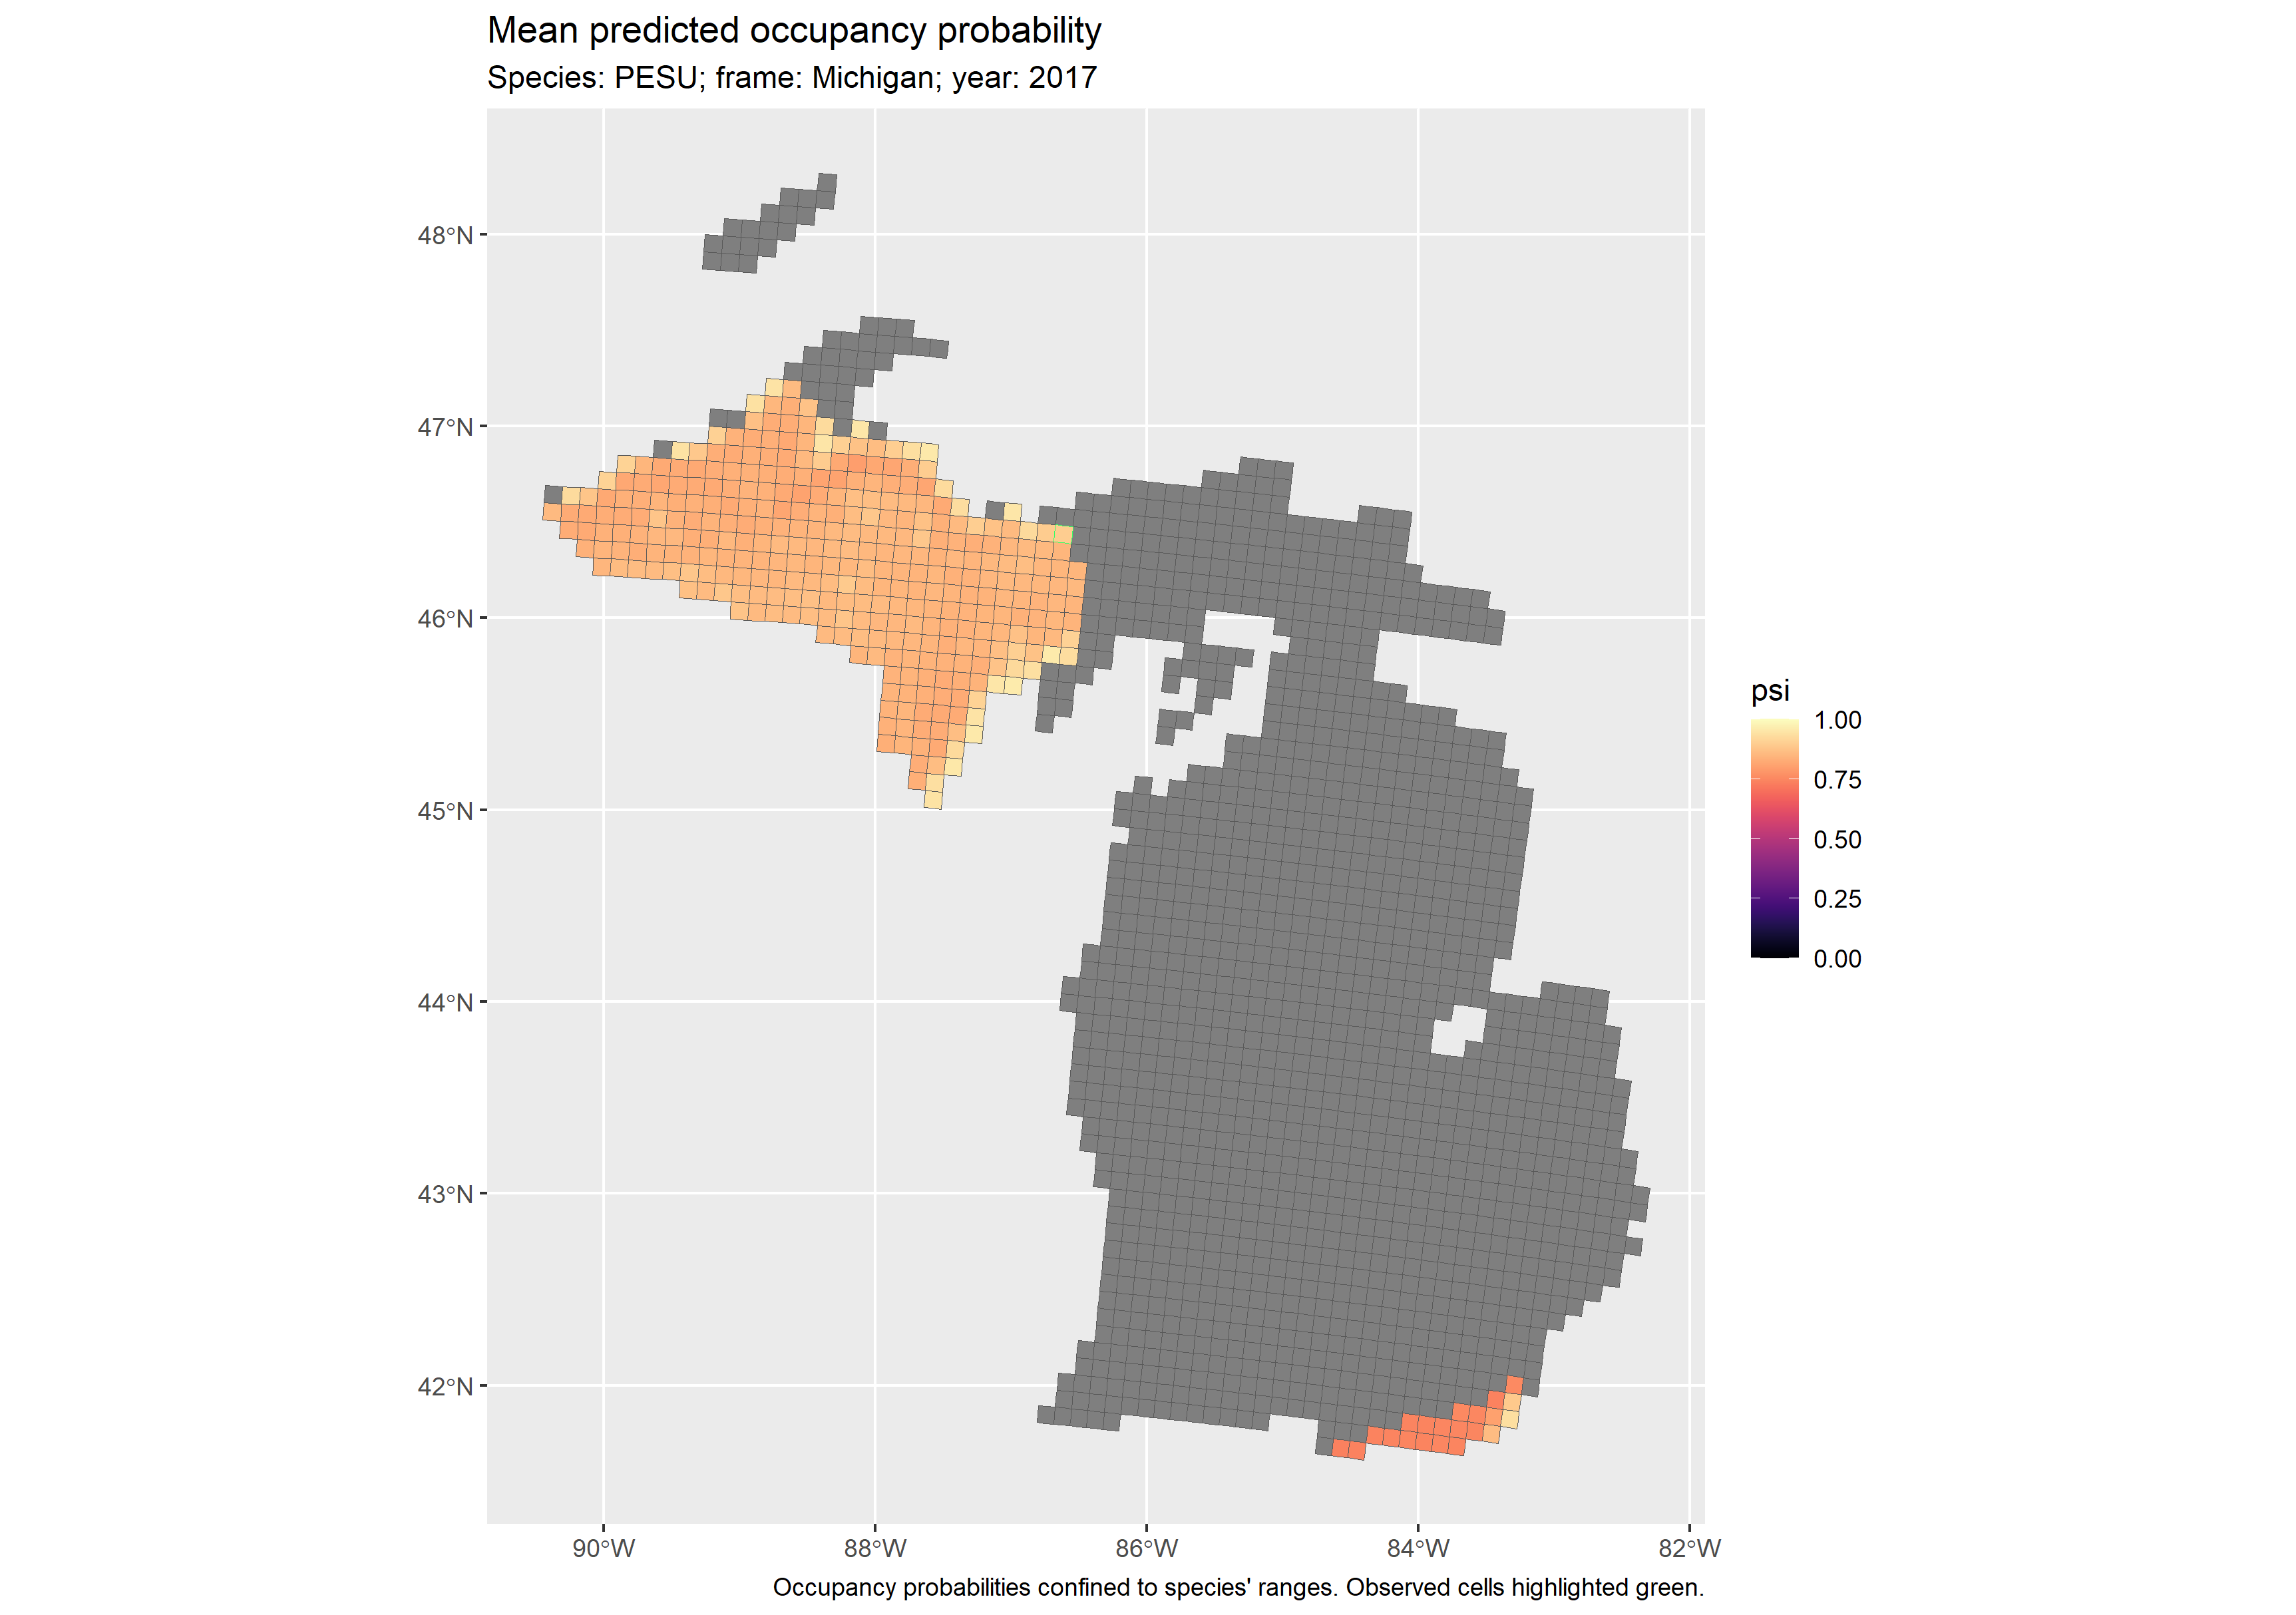 Mean predicted occupancy probability
Species: PESU; frame: Michigan; year: 2017
48°N
47°N
46°N
45°N
44°N
43°N
42°N
90°W
88°W
86°W
84°W
82°W
psi
1.00
0.75
0.50
0.25
0.00
Occupancy probabilities confined to species' ranges. Observed cells highlighted green.